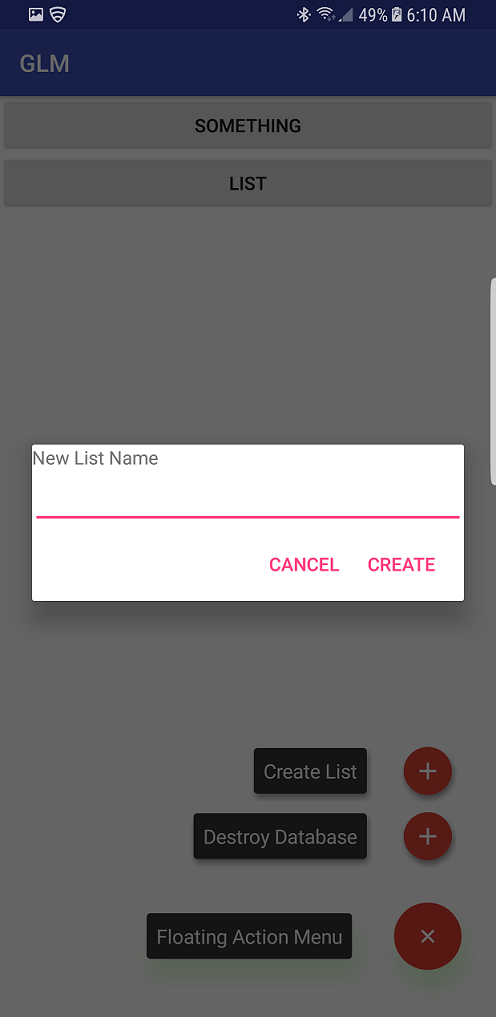 49% 6:10 AM
GLM
SOMETHING
LIST
New List Name
CANCEL CREATE
Create List
Destroy Database
Floating Action Menu